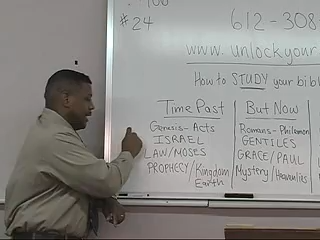 #24
612-308
www.unlockyour
How to STUDY your bibl
Time Past
Genesis-Acts
ISRAEL
LAW/MOSES
PROPHECY/Kingdom
Earth
But Now
Romans-Philemon
GENTILES
GRACE/PAUL
Mystery/Heavenlies